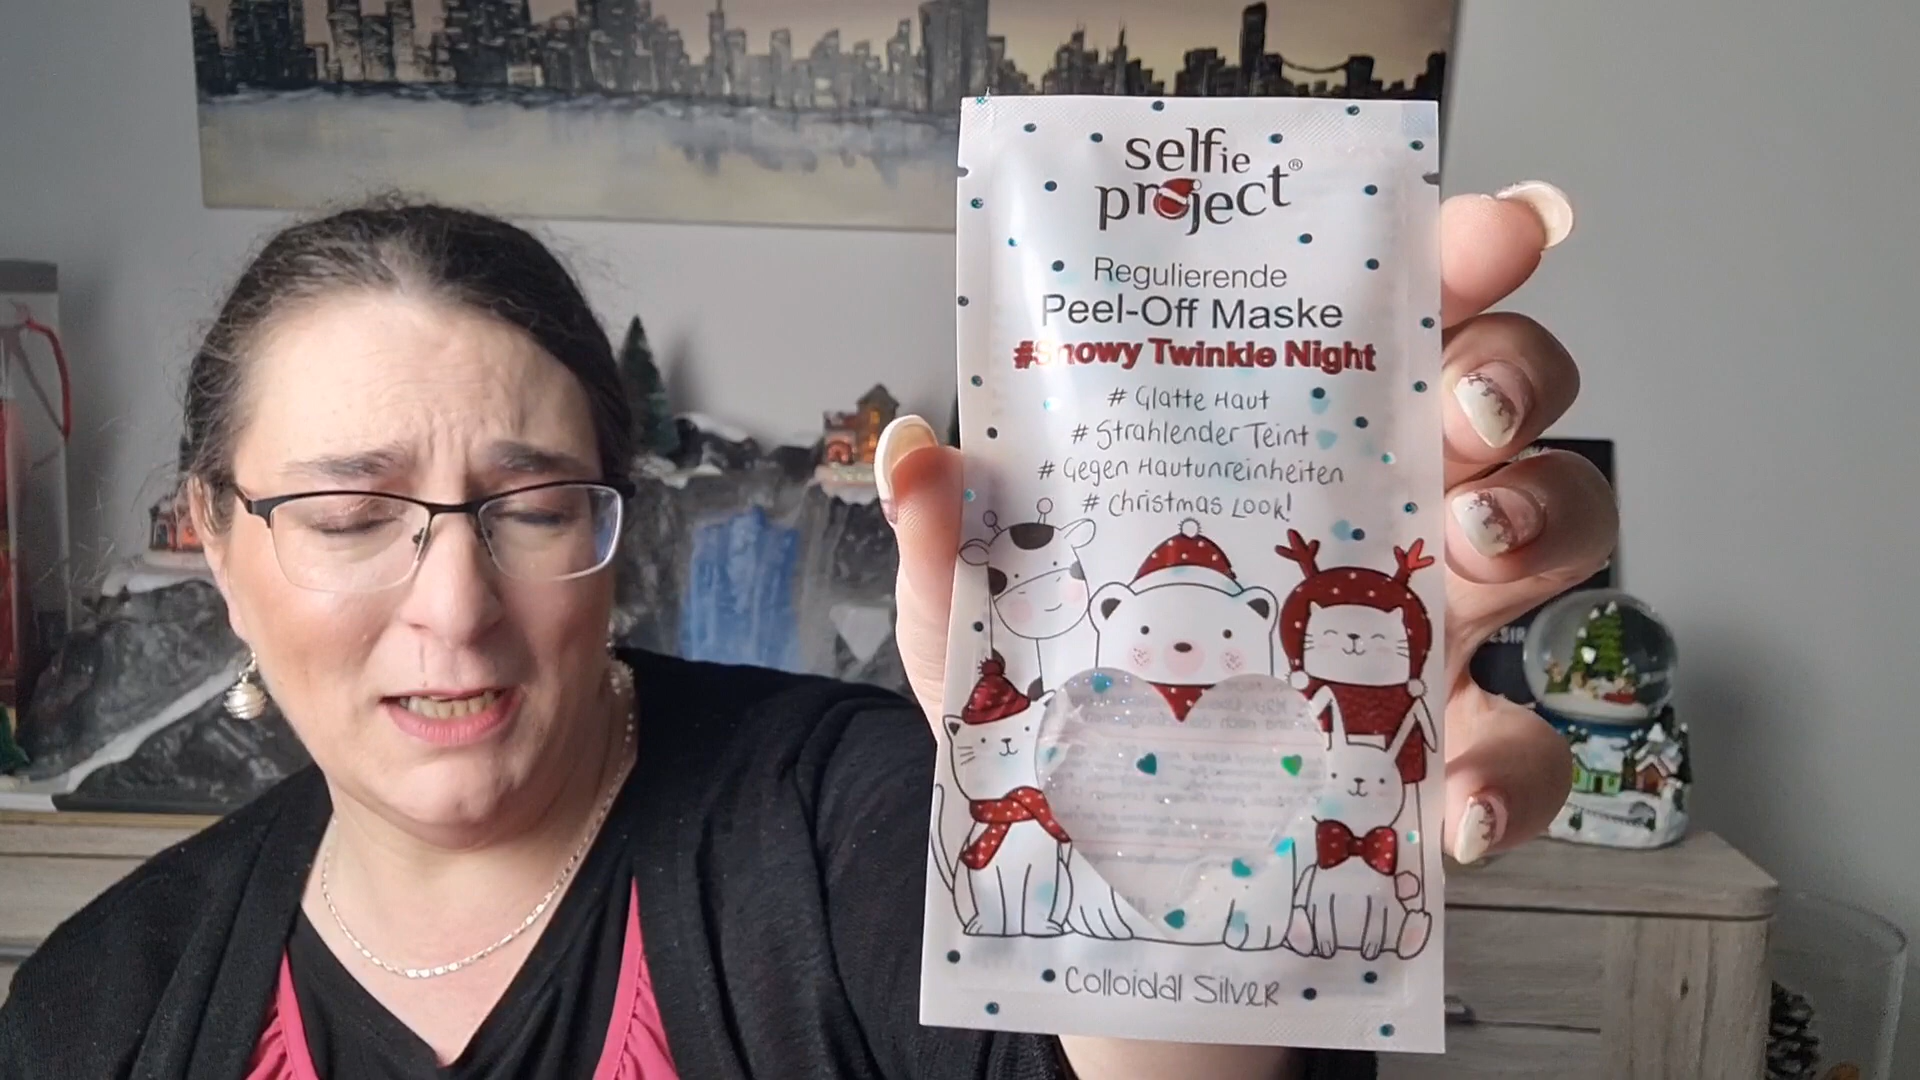 selfie
project®
Regulierende
Peel-Off Maske
#Snowy Twinkle Night
# Glatte Haut
# Strahlender Teint
# Gegen Hautunreinheiten
# Christmas Look!
Colloidal Silver